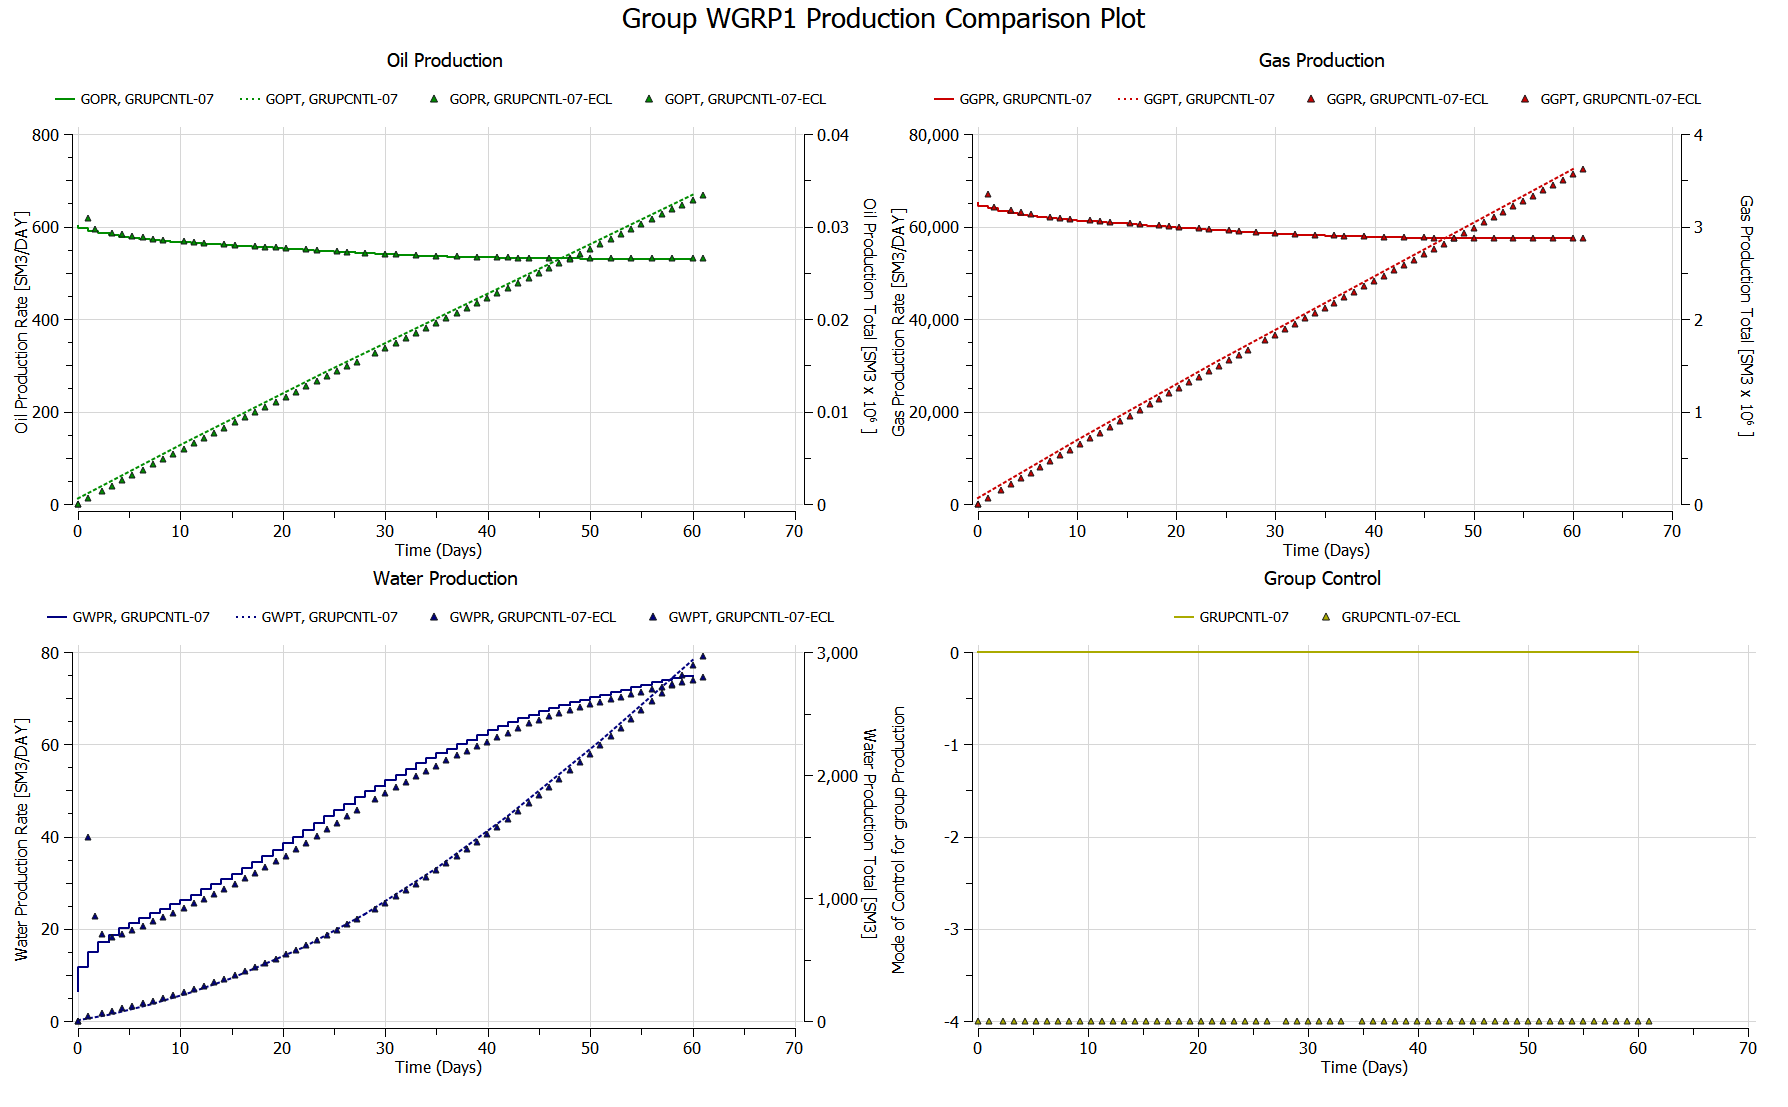 Group WGRP1 Production Comparison Plot
Oil Production
GOPR, GRUPCNTL-07 GOPT, GRUPCNTL-07 GOPR, GRUPCNTL-07-ECL GOPT, GRUPCNTL-07-ECL
800
600
400
200
0
Oil Production Rate [SM3/DAY]
0.04
0.03
0.02
0.01
0
Oil Production Total [SM3 x 10⁶ ]
0 10 20 30 40 50 60 70
Time (Days)
Gas Production
GGPR, GRUPCNTL-07 GGPT, GRUPCNTL-07 GGPR, GRUPCNTL-07-ECL GGPT, GRUPCNTL-07-ECL
80,000
60,000
40,000
20,000
0
Gas Production Rate [SM3/DAY]
4
3
2
1
0
Gas Production Total [SM3 x 10⁶ ]
0 10 20 30 40 50 60 70
Time (Days)
Water Production
GWPR, GRUPCNTL-07 GWPT, GRUPCNTL-07 GWPR, GRUPCNTL-07-ECL GWPT, GRUPCNTL-07-ECL
80
60
40
20
0
Water Production Rate [SM3/DAY]
3,000
2,000
1,000
0
Water Production Total [SM3]
0 10 20 30 40 50 60 70
Time (Days)
Group Control
GRUPCNTL-07 GRUPCNTL-07-ECL
0
-1
-2
-3
-4
Mode of Control for group Production
0 10 20 30 40 50 60 70
Time (Days)